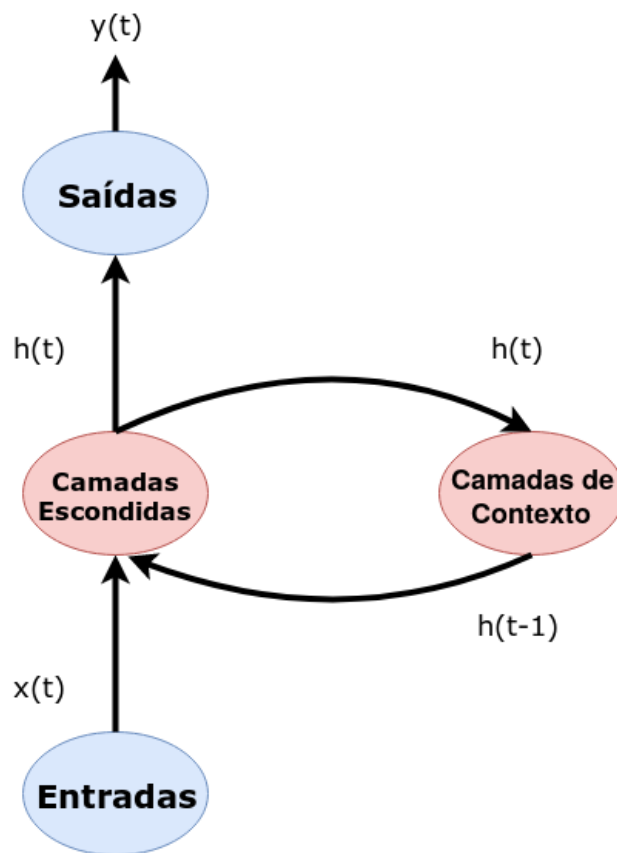 y(t)
Saídas
h(t)
h(t)
Camadas
Escondidas
Camadas de
Contexto
h(t-1)
x(t)
Entradas